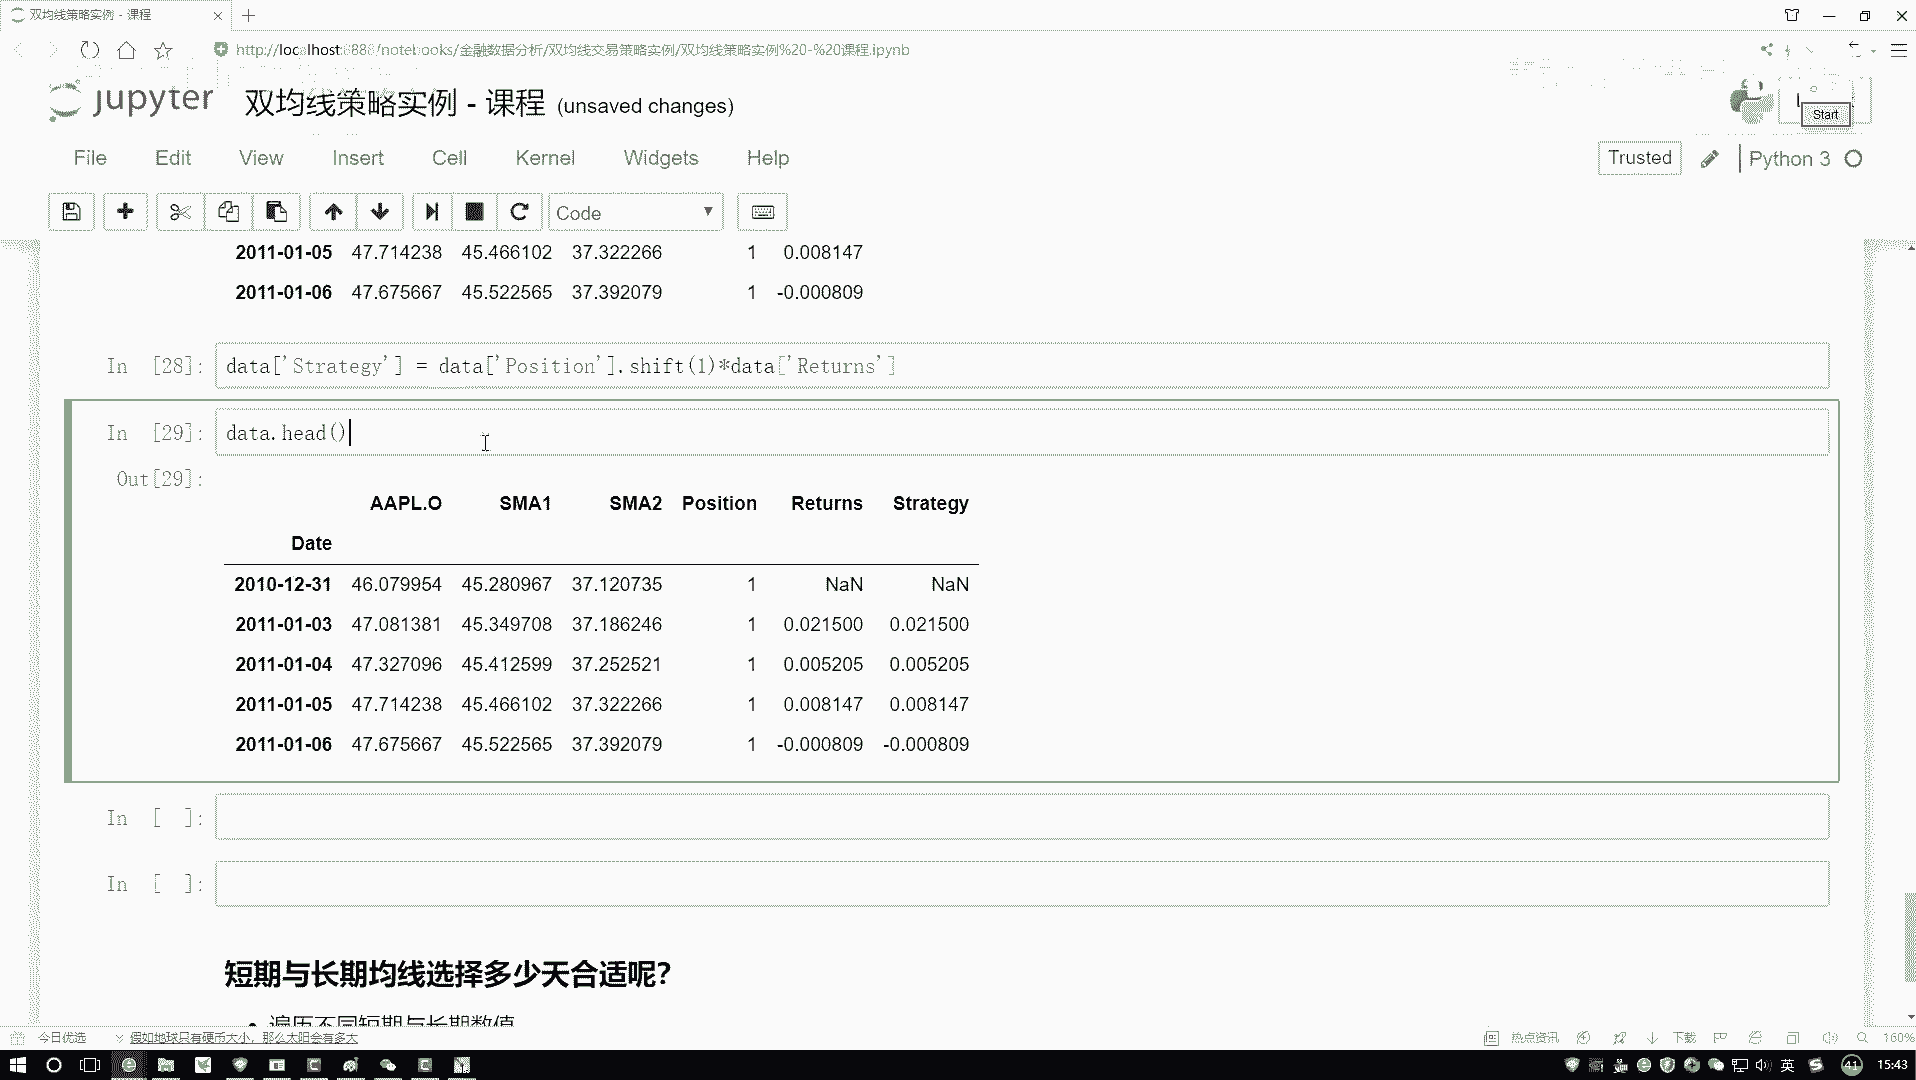 双均线策略实例 - 课程
http://localhost:8888/notebooks/金融数据分析/双均线交易策略实例/双均线策略实例%20-%20课程.ipynb
jupyter 双均线策略实例 - 课程 (unsaved changes)
Start
File Edit View Insert Cell Kernel Widgets Help
Trusted Python 3
Code
2011-01-05 47.714238 45.466102 37.322266 1 0.008147
2011-01-06 47.675667 45.522565 37.392079 1 -0.000809
In [28]: data['Strategy'] = data['Position'].shift(1)*data['Returns']
In [29]: data.head()
Out[29]:
AAPL.O SMA1 SMA2 Position Returns Strategy
Date
2010-12-31 46.079954 45.280967 37.120735 1 NaN NaN
2011-01-03 47.081381 45.349708 37.186246 1 0.021500 0.021500
2011-01-04 47.327096 45.412599 37.252521 1 0.005205 0.005205
2011-01-05 47.714238 45.466102 37.322266 1 0.008147 0.008147
2011-01-06 47.675667 45.522565 37.392079 1 -0.000809 -0.000809
In [ ]:
In [ ]:
短期与长期均线选择多少天合适呢?
• 遍历不同短期与长期数值
今日优选 假如地球只有硬币大小，那么太阳会有多大 热点资讯 下载 160%
英 41 15:43